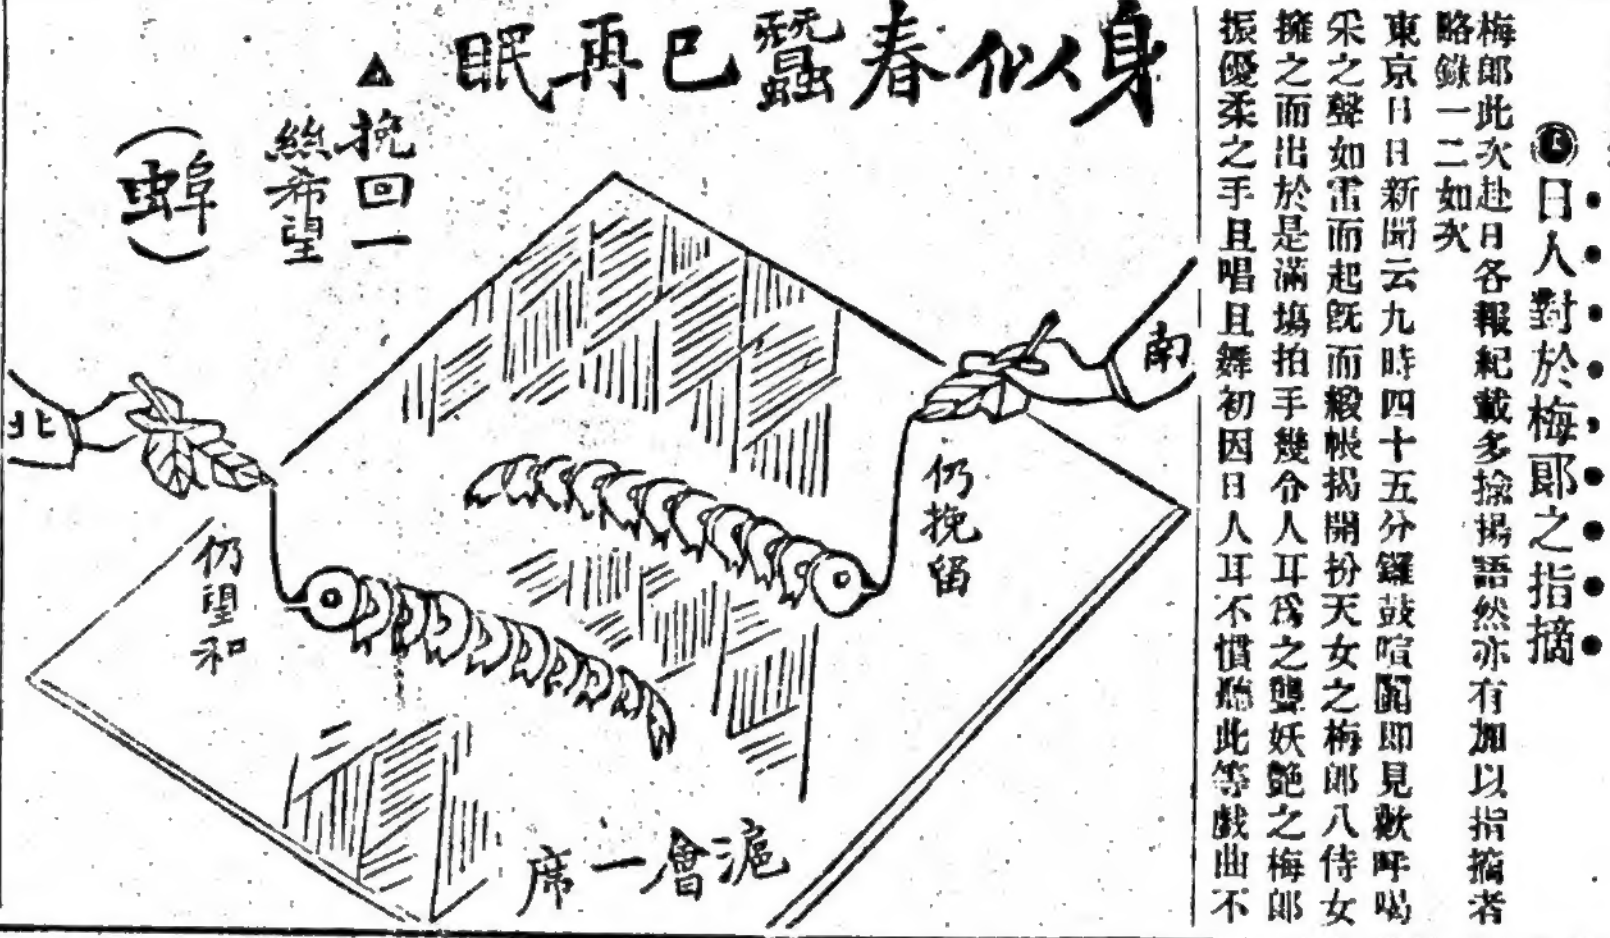 日人對於梅郎之指摘
梅郎此次赴日各報紀載多揄揚語然亦有加以指摘者
略錄一二如次
東京日日新聞云九時四十五分鑼鼓喧闐即見歡呼喝
采之聲如雷而起旣而緞帳揭開扮天女之梅郎八侍女
擁之而出於是滿塲拍手幾令人耳爲之聾妖艶之梅郎
振優柔之手且唱且舞初因日人耳不慣聽此等戲曲不
身似春蠶已再眠
▲挽回一
絲希望
(蜂)
南
仍挽留
北
仍望和
滬會一席